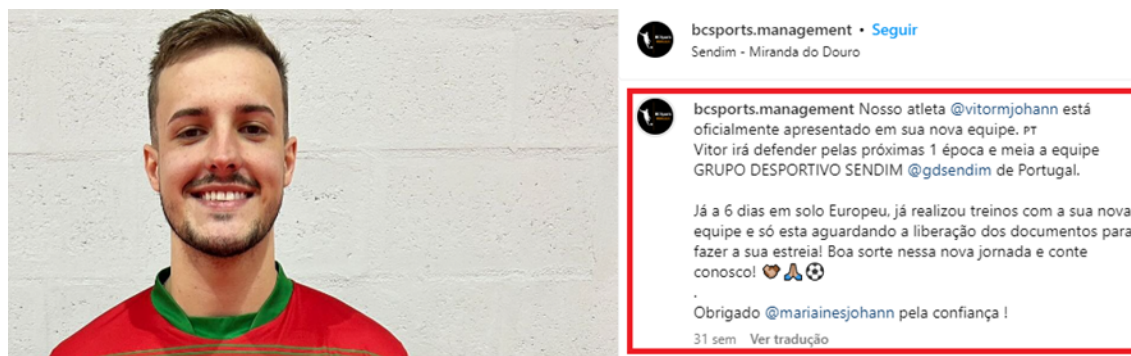 bcsports.management • Seguir
Sendim - Miranda do Douro
bcsports.management Nosso atleta @vitormjohann está
oficialmente apresentado em sua nova equipe. PT
Vitor irá defender pelas próximas 1 época e meia a equipe
GRUPO DESPORTIVO SENDIM @gdsendim de Portugal.
Já a 6 dias em solo Europeu, já realizou treinos com a sua nova
equipe e só esta aguardando a liberação dos documentos para
fazer a sua estreia! Boa sorte nessa nova jornada e conte
conosco! 🤝🏽🙏🏽⚽
.
Obrigado @mariainesjohann pela confiança !
31 sem Ver tradução